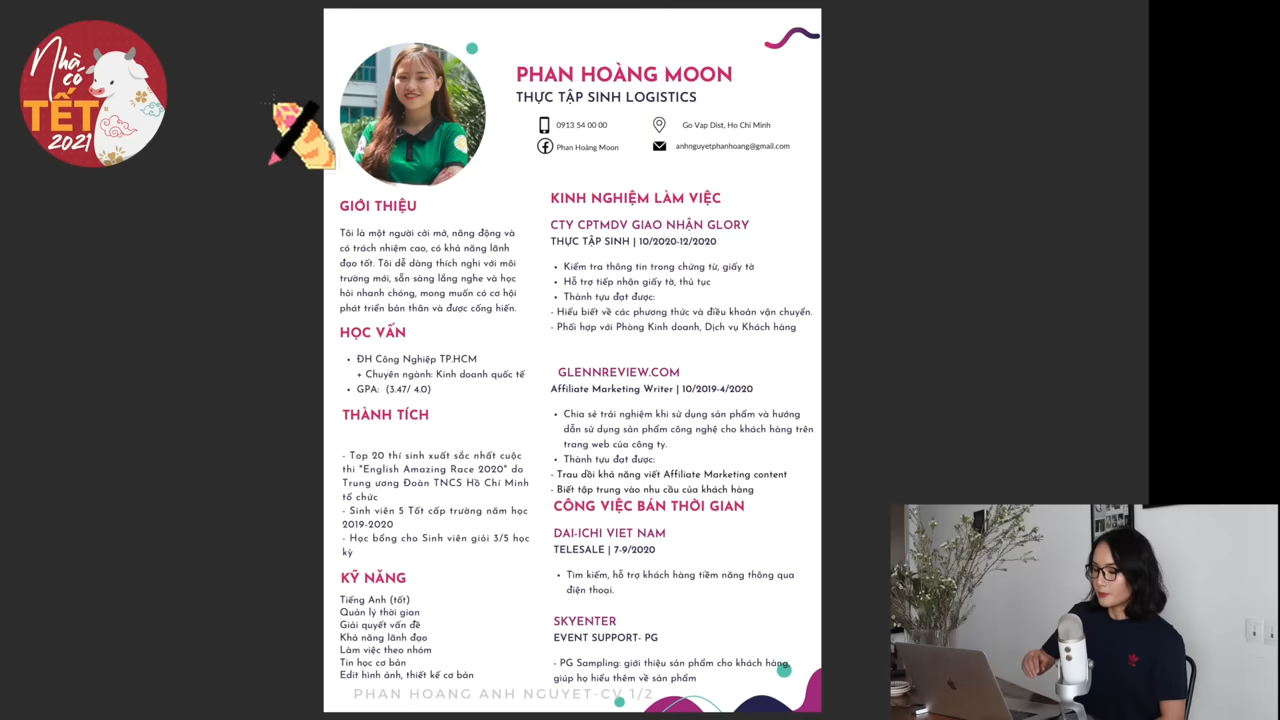 Nhà
có
TẾT
2021
PHAN HOÀNG MOON
THỰC TẬP SINH LOGISTICS
0913 54 00 00
Go Vap Dist, Ho Chi Minh
Phan Hoàng Moon
anhnguyetphanhoang@gmail.com
GIỚI THIỆU
Tôi là một người cởi mở, năng động và
có trách nhiệm cao, có khả năng lãnh
đạo tốt. Tôi dễ dàng thích nghi với môi
trường mới, sẵn sàng lắng nghe và học
hỏi nhanh chóng, mong muốn có cơ hội
phát triển bản thân và được cống hiến.
HỌC VẤN
• ĐH Công Nghiệp TP.HCM
+ Chuyên ngành: Kinh doanh quốc tế
• GPA: (3.47/ 4.0)
THÀNH TÍCH
- Top 20 thí sinh xuất sắc nhất cuộc
thi "English Amazing Race 2020" do
Trung ương Đoàn TNCS Hồ Chí Minh
tổ chức
- Sinh viên 5 Tốt cấp trường năm học
2019-2020
- Học bổng cho Sinh viên giỏi 3/5 học
kỳ
KỸ NĂNG
Tiếng Anh (tốt)
Quản lý thời gian
Giải quyết vấn đề
Khả năng lãnh đạo
Làm việc theo nhóm
Tin học cơ bản
Edit hình ảnh, thiết kế cơ bản
KINH NGHIỆM LÀM VIỆC
CTY CPTMDV GIAO NHẬN GLORY
THỰC TẬP SINH | 10/2020-12/2020
• Kiểm tra thông tin trong chứng từ, giấy tờ
• Hỗ trợ tiếp nhận giấy tờ, thủ tục
• Thành tựu đạt được:
- Hiểu biết về các phương thức và điều khoản vận chuyển.
- Phối hợp với Phòng Kinh doanh, Dịch vụ Khách hàng
GLENNREVIEW.COM
Affiliate Marketing Writer | 10/2019-4/2020
• Chia sẻ trải nghiệm khi sử dụng sản phẩm và hướng
dẫn sử dụng sản phẩm công nghệ cho khách hàng trên
trang web của công ty.
• Thành tựu đạt được:
- Trau dồi khả năng viết Affiliate Marketing content
- Biết tập trung vào nhu cầu của khách hàng
CÔNG VIỆC BÁN THỜI GIAN
DAI-ICHI VIET NAM
TELESALE | 7-9/2020
• Tìm kiếm, hỗ trợ khách hàng tiềm năng thông qua
điện thoại.
SKYENTER
EVENT SUPPORT- PG
- PG Sampling: giới thiệu sản phẩm cho khách hàng,
giúp họ hiểu thêm về sản phẩm
PHAN HOANG ANH NGUYET-CV 1/2